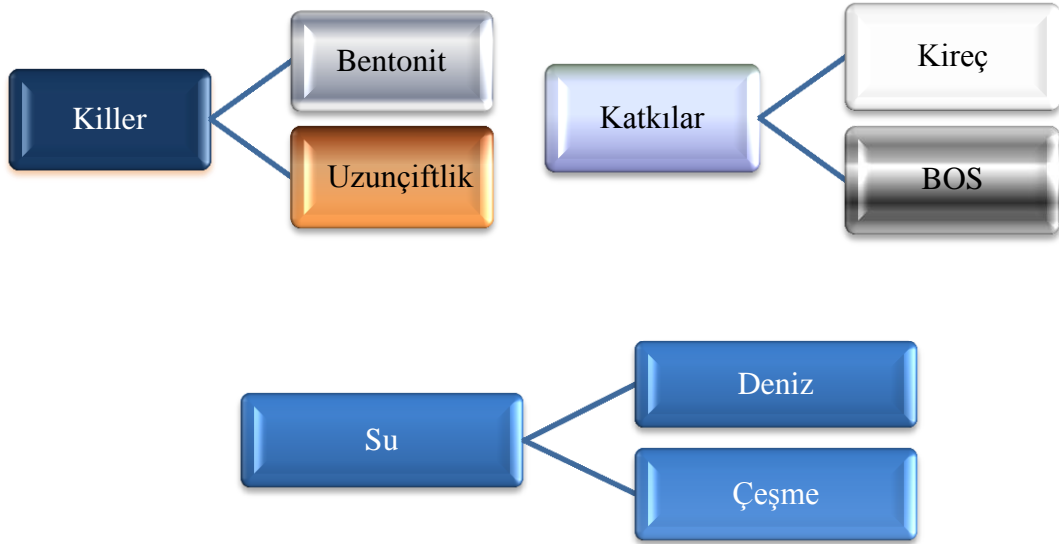 Killer
Bentonit
Uzunçiftlik
Katkılar
Kireç
BOS
Su
Deniz
Çeşme